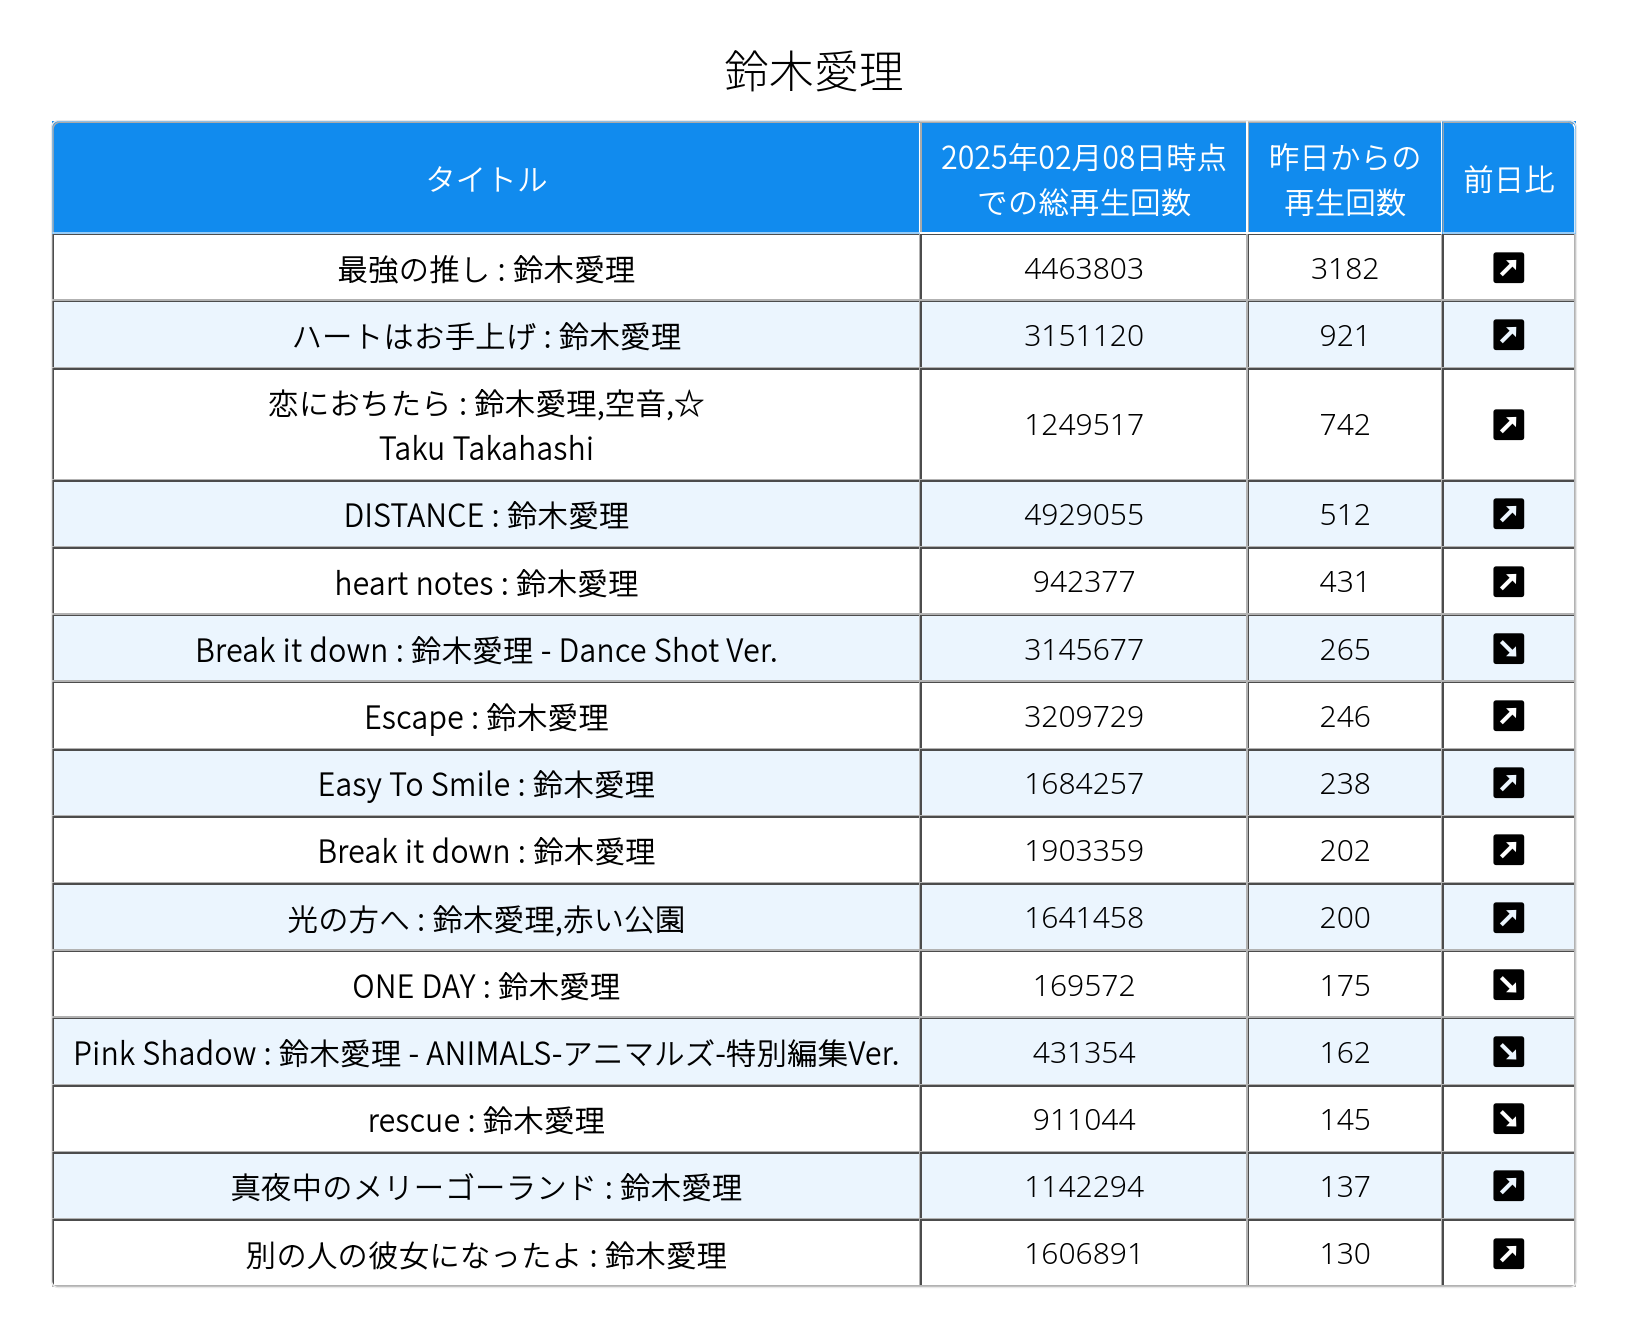 鈴木愛理
タイトル
2025年02月08日時点
での総再生回数
昨日からの
再生回数
前日比
最強の推し : 鈴木愛理 4463803 3182
ハートはお手上げ : 鈴木愛理 3151120 921
恋におちたら : 鈴木愛理,空音,☆
Taku Takahashi 1249517 742
DISTANCE : 鈴木愛理 4929055 512
heart notes : 鈴木愛理 942377 431
Break it down : 鈴木愛理 - Dance Shot Ver. 3145677 265
Escape : 鈴木愛理 3209729 246
Easy To Smile : 鈴木愛理 1684257 238
Break it down : 鈴木愛理 1903359 202
光の方へ : 鈴木愛理,赤い公園 1641458 200
ONE DAY : 鈴木愛理 169572 175
Pink Shadow : 鈴木愛理 - ANIMALS-アニマルズ-特別編集Ver. 431354 162
rescue : 鈴木愛理 911044 145
真夜中のメリーゴーランド : 鈴木愛理 1142294 137
別の人の彼女になったよ : 鈴木愛理 1606891 130